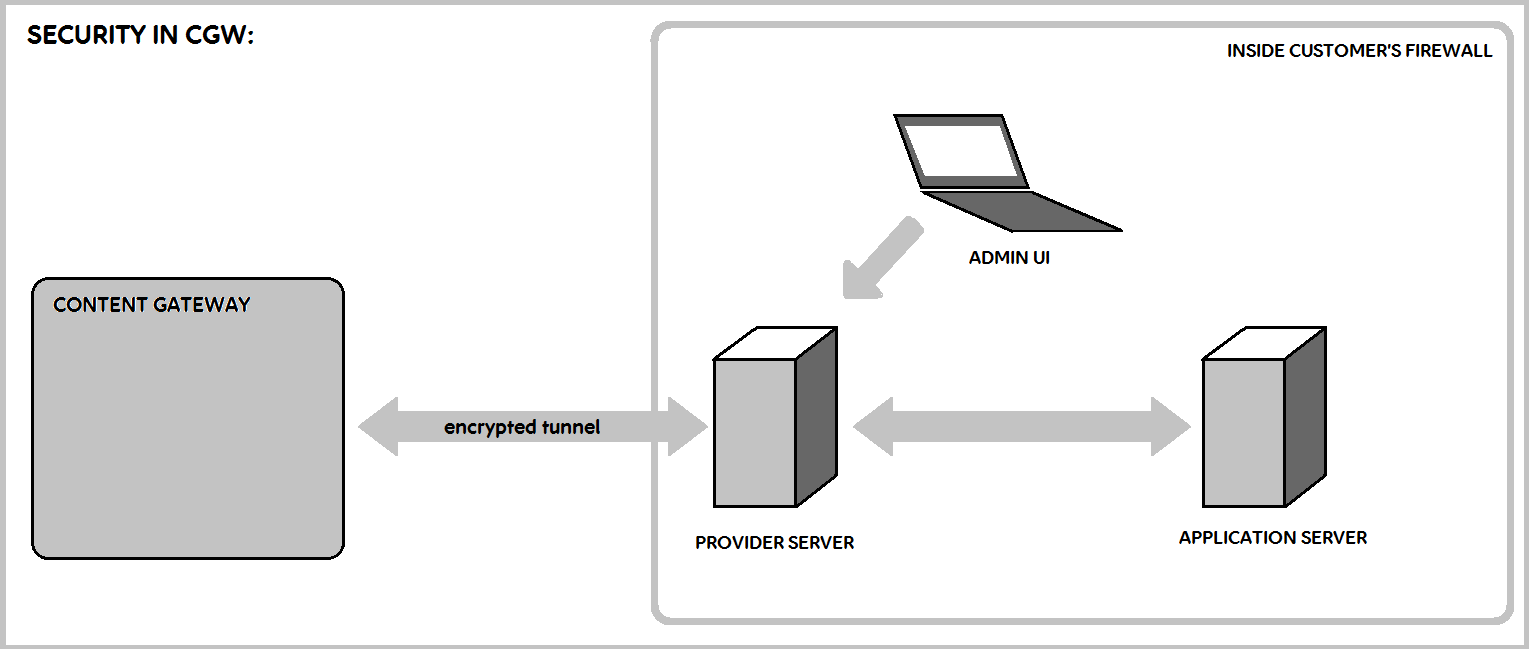 SECURITY IN CGW:
INSIDE CUSTOMER'S FIREWALL
ADMIN UI
CONTENT GATEWAY
encrypted tunnel
PROVIDER SERVER
APPLICATION SERVER